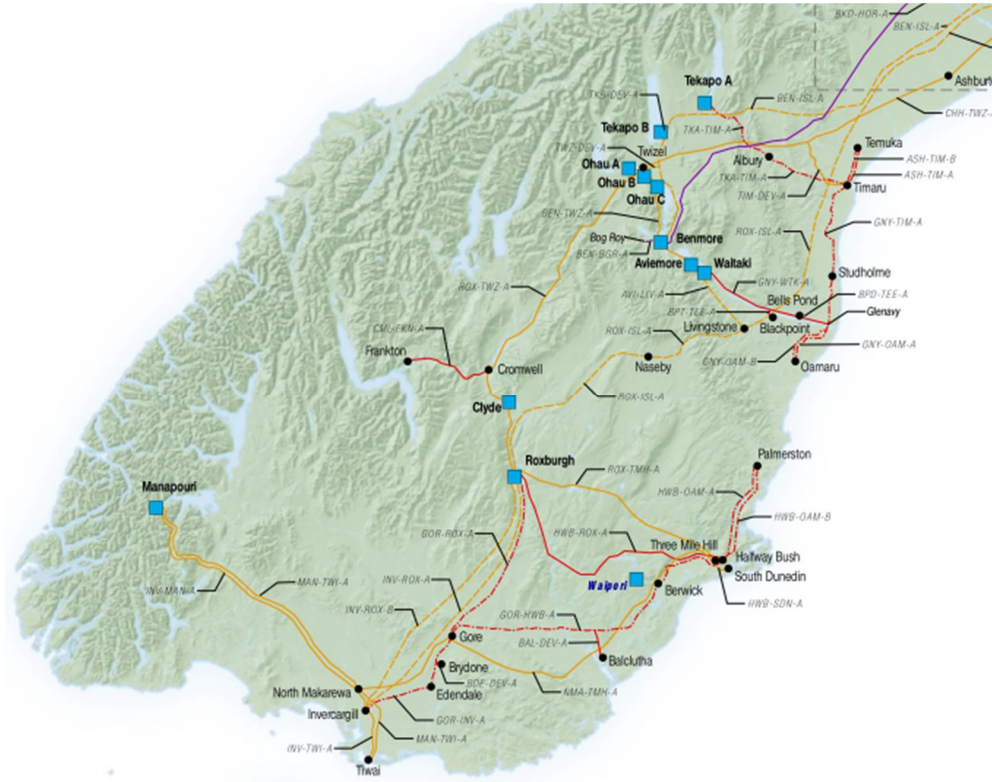 BKD-HOR-A
BEN-ISL-A
Tekapo A
Ashburt
TKB-DEV-A
BEN-ISL-A
CHH-TWZ-
Tekapo B
TKA-TIM-A
Temuka
TWZ-DEV-A
Twizel
Albury
ASH-TIM-B
Ohau A
ASH-TIM-A
Ohau B
TKA-TIM-A
Timaru
Ohau C
TIM-DEV-A
BEN-TWZ-A
GNY-TIM-A
Bog Roy
Benmore
ROX-ISL-A
BEN-BGR-A
Aviemore
Waitaki
Studholme
ROX-TWZ-A
GNY-WTK-A
AVI-LIV-A
Bells Pond
BPD-TEE-A
BPT-TEE-A
Glenavy
CML-FKN-A
ROX-ISL-A
Livingstone
Blackpoint
Frankton
GNY-OAM-A
Cromwell
Naseby
GNY-OAM-B
Oamaru
ROX-ISL-A
Clyde
Palmerston
Roxburgh
ROX-TMH-A
Manapouri
HWB-OAM-A
HWB-OAM-B
GOR-ROX-A
HWB-ROX-A
Three Mile Hill
Halfway Bush
South Dunedin
INV-ROX-A
Waipori
Berwick
INV-MAN-A
MAN-TWI-A
HWB-SDN-A
INV-ROX-B
GOR-HWB-A
Gore
BAL-DEV-A
Balclutha
Brydone
BDE-DEV-A
North Makarewa
Edendale
NMA-TMH-A
Invercargill
GOR-INV-A
MAN-TWI-A
INV-TWI-A
Tiwai